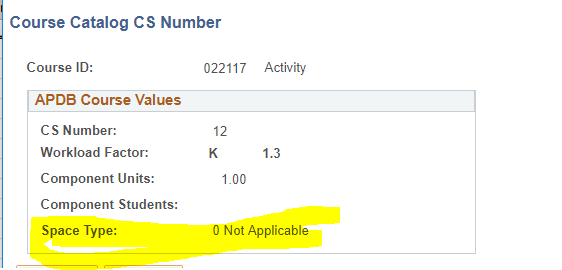 Course Catalog CS Number
Course ID: 022117 Activity
APDB Course Values
CS Number: 12
Workload Factor: K 1.3
Component Units: 1.00
Component Students:
Space Type: 0 Not Applicable